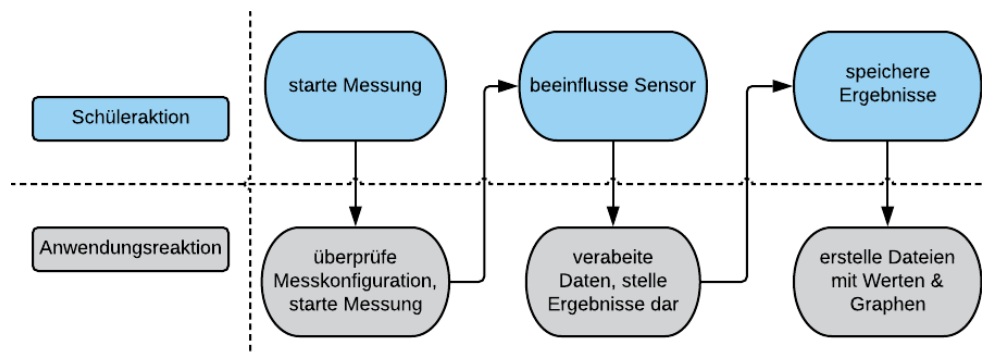 Schüleraktion
starte Messung
beeinflusse Sensor
speichere
Ergebnisse
Anwendungsreaktion
überprüfe
Messkonfiguration,
starte Messung
verabeite
Daten, stelle
Ergebnisse dar
erstelle Dateien
mit Werten &
Graphen